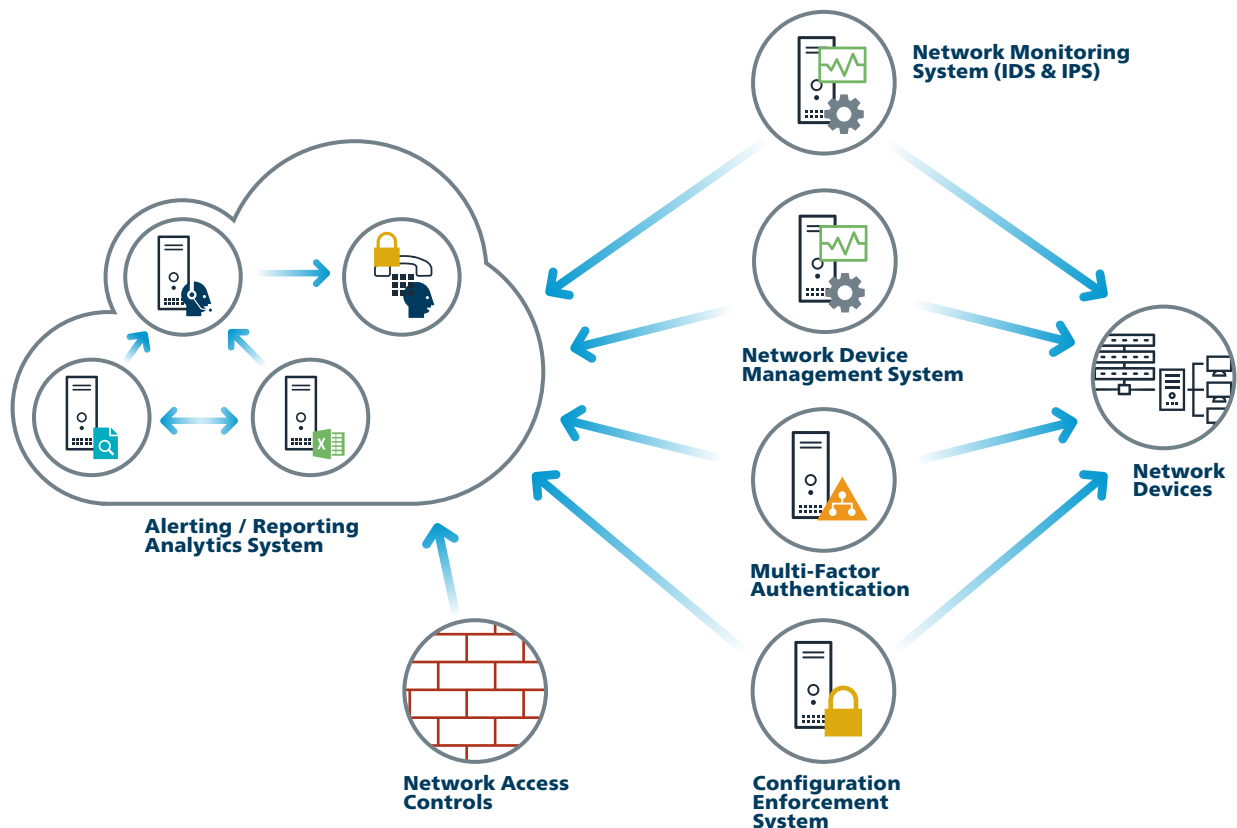 Network Monitoring
System (IDS & IPS)
Network Device
Management System
Network
Devices
Alerting / Reporting
Analytics System
Multi-Factor
Authentication
Network Access
Controls
Configuration
Enforcement
System
X